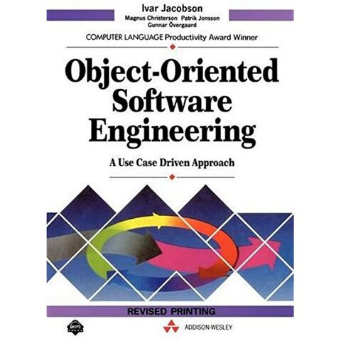 Ivar Jacobson
Magnus Christerson Patrik Jonsson
Gunnar Övergaard
COMPUTER LANGUAGE Productivity Award Winner
Object-Oriented
Software
Engineering
A Use Case Driven Approach
REVISED PRINTING
ADDISON-WESLEY